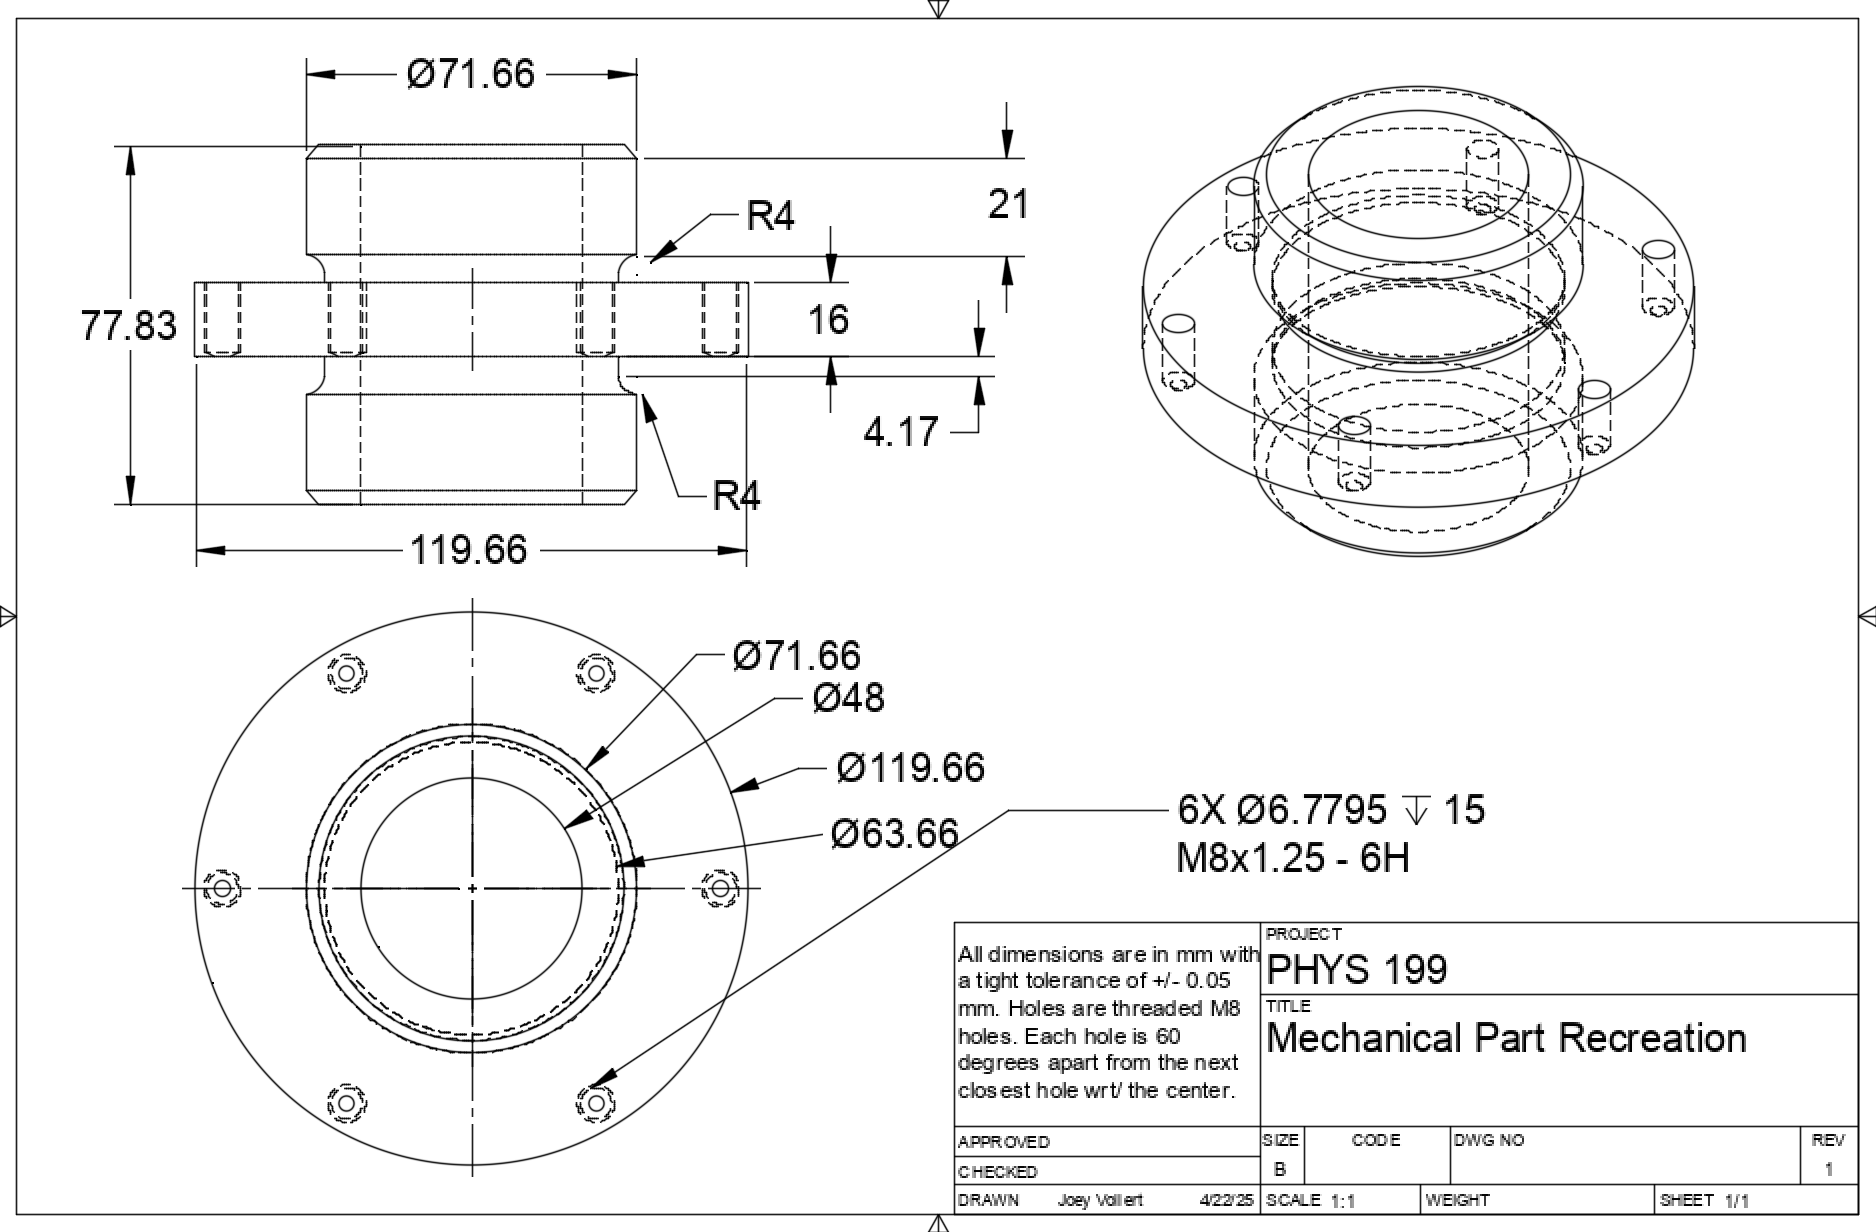 Ø71.66
21
R4
16
77.83
4.17
R4
119.66
Ø71.66
Ø48
Ø119.66
Ø63.66
6X Ø6.7795 ↧ 15
M8x1.25 - 6H
All dimensions are in mm with
a tight tolerance of +/- 0.05
mm. Holes are threaded M8
holes. Each hole is 60
degrees apart from the next
closest hole wrt/ the center.
PROJECT
PHYS 199
TITLE
Mechanical Part Recreation
APPROVED
CHECKED
DRAWN Joey Vollert 4/22/25
SIZE
B
CODE
DWG NO
REV
1
SCALE 1:1
WEIGHT
SHEET 1/1